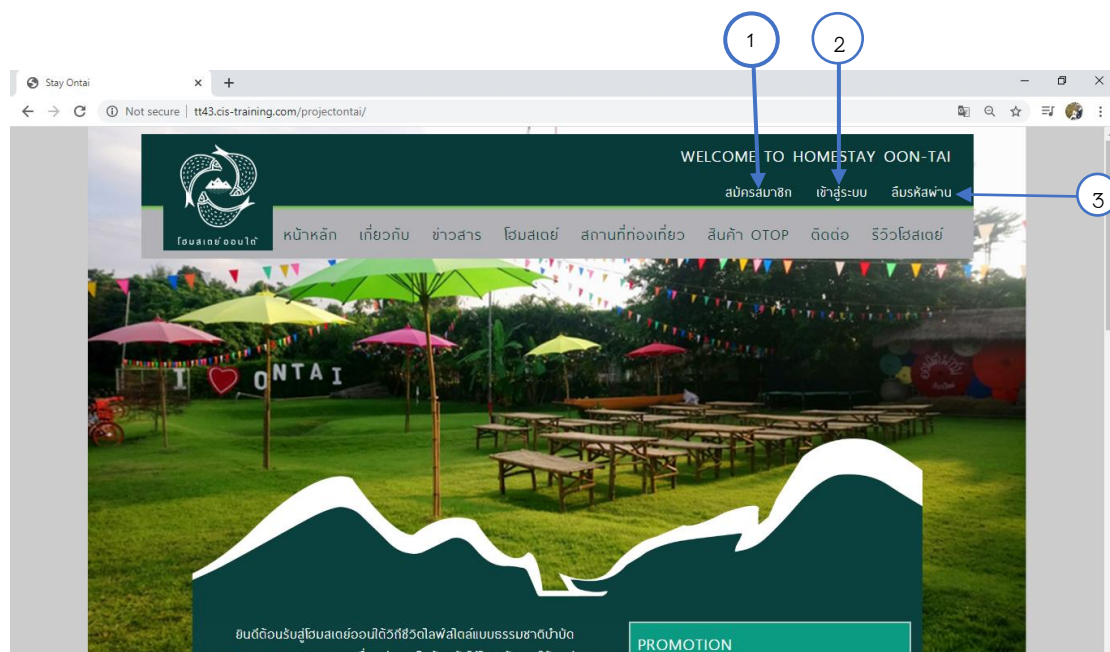 1
2
Stay Ontai
Not secure | tt43.cis-training.com/projectontai/
WELCOME TO HOMESTAY OON-TAI
สมัครสมาชิก เข้าสู่ระบบ ลืมรหัสผ่าน
3
โฮมสเตย์ออนใต้
หน้าหลัก เกี่ยวกับ ข่าวสาร โฮมสเตย์ สถานที่ท่องเที่ยว สินค้า OTOP ติดต่อ รีวิวโฮสเตย์
I ONTAI
ยินดีต้อนรับสู่โฮมสเตย์ออนใต้วิถีชีวิตไลฟ์สไตล์แบบธรรมชาติบำบัด
PROMOTION